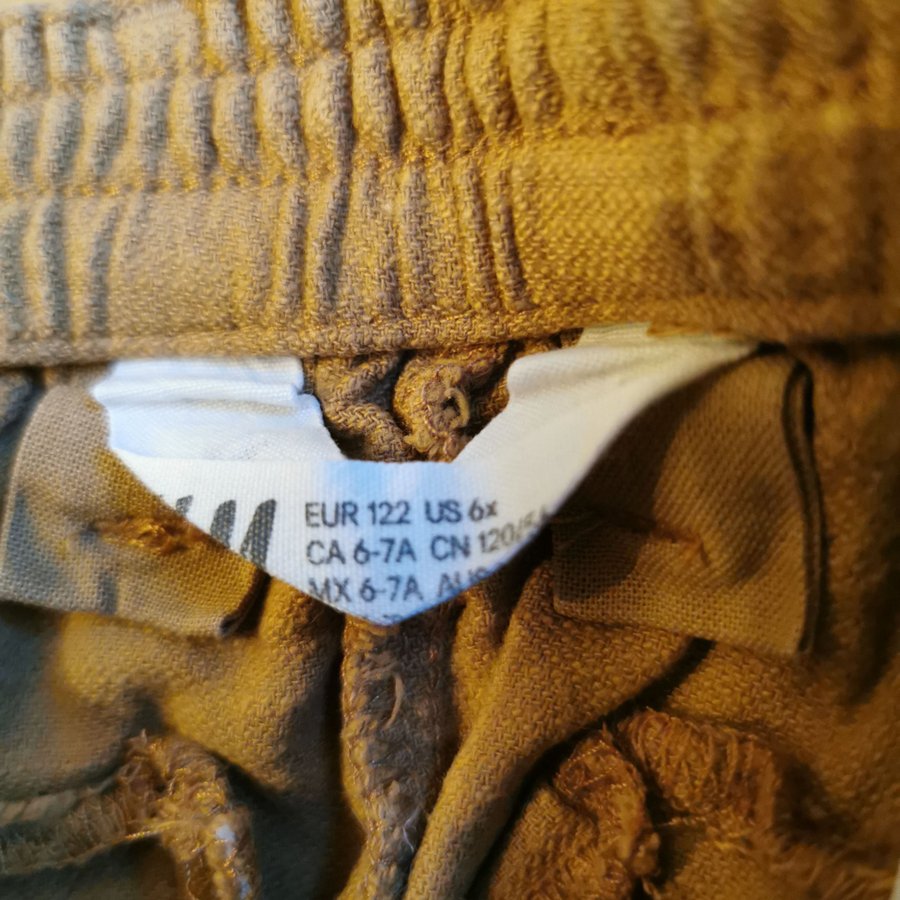 EUR 122 US 6x
CA 6-7A CN
MX 6-7A